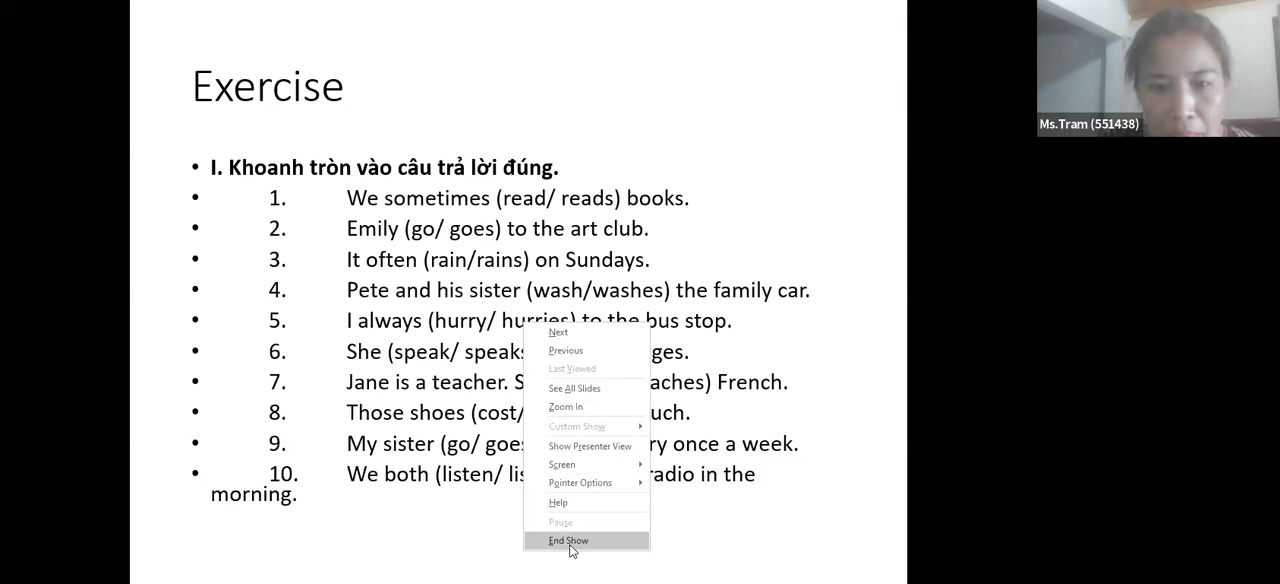 Exercise
• I. Khoanh tròn vào câu trả lời đúng.
• 1. We sometimes (read/ reads) books.
• 2. Emily (go/ goes) to the art club.
• 3. It often (rain/rains) on Sundays.
• 4. Pete and his sister (wash/washes) the family car.
• 5. I always (hurry/ hurries) to the bus stop.
• 6. She (speak/ speaks ges.
• 7. Jane is a teacher. S aches) French.
• 8. Those shoes (cost/ uch.
• 9. My sister (go/ goes ry once a week.
• 10. We both (listen/ lis radio in the
morning.
Next
Previous
Last Viewed
See All Slides
Zoom In
Custom Show
Show Presenter View
Screen
Pointer Options
Help
Pause
End Show
Ms.Tram (551438)